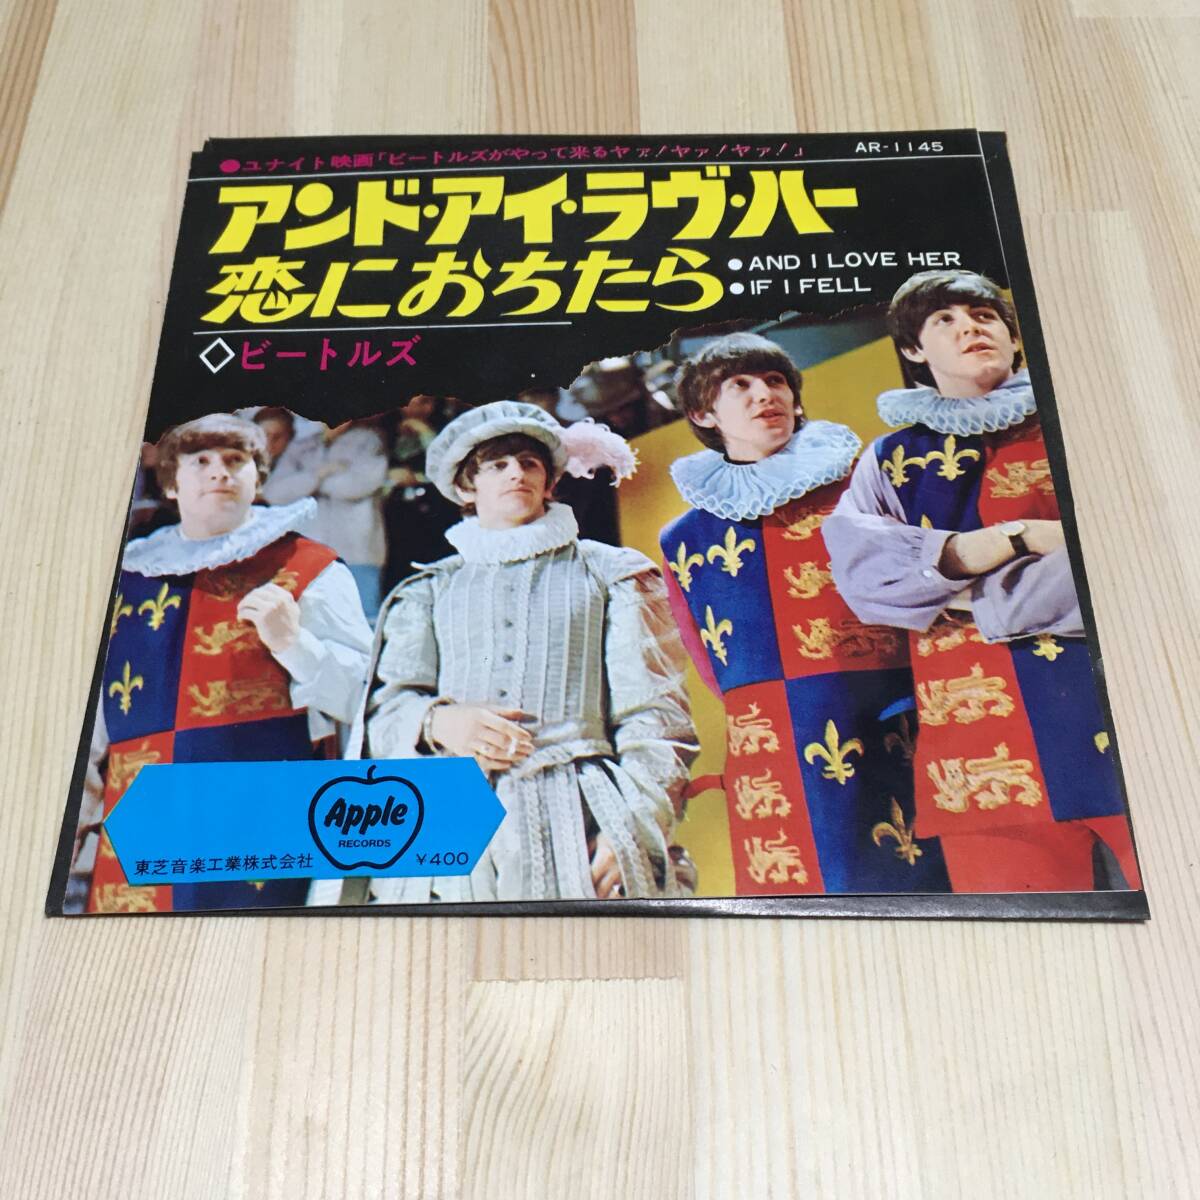 ●ユナイト映画「ビートルズがやって来るヤァ!ヤァ!ヤァ!」
AR-1145
アンド・アイ・ラヴ・ハー
恋におちたら
●AND I LOVE HER
●IF I FELL
◇ビートルズ
Apple
RECORDS
東芝音楽工業株式会社
¥400